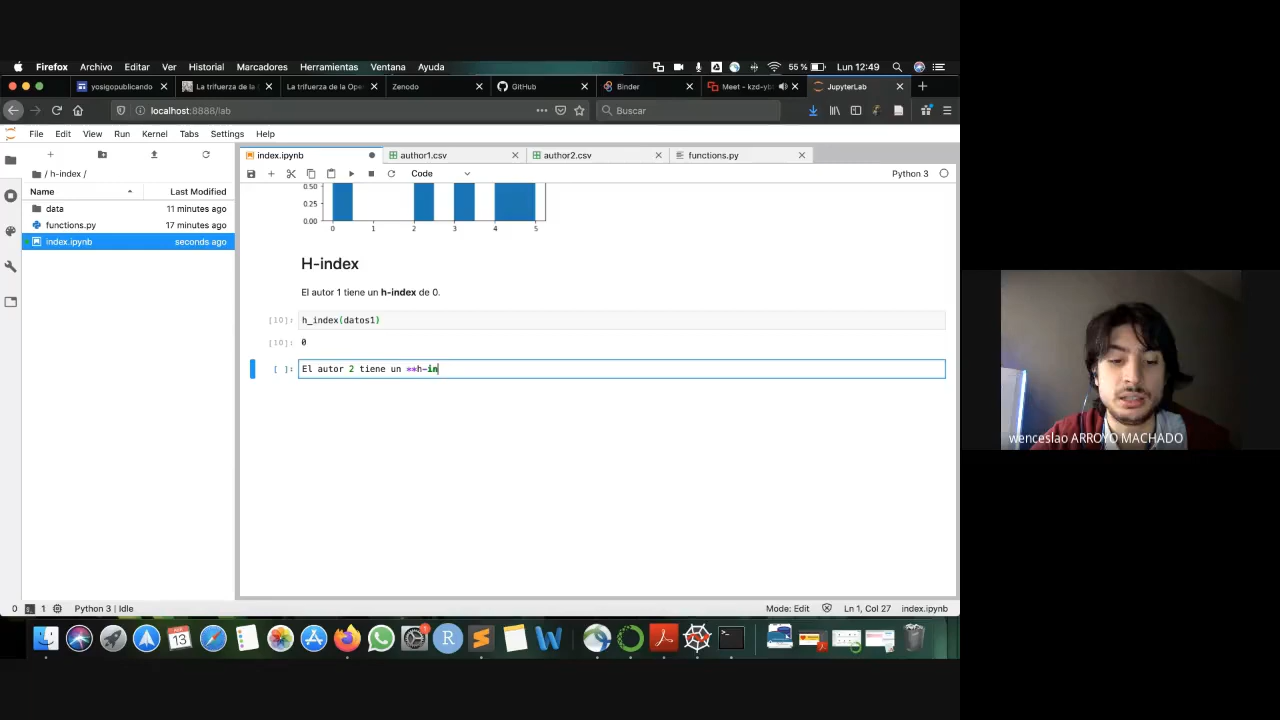 Firefox Archivo Editar Ver Historial Marcadores Herramientas Ventana Ayuda 55 % Lun 12:49
yosigopublicando La trifuerza de la La trifuerza de la Ope Zenodo GitHub Binder Meet - kzd-yb JupyterLab
localhost:8888/lab Buscar
File Edit View Run Kernel Tabs Settings Help
index.ipynb author1.csv author2.csv functions.py
/ h-index / Code Python 3
Name Last Modified
data 11 minutes ago
functions.py 17 minutes ago
index.ipynb seconds ago
0.50
0.25
0.00
0 1 2 3 4 5
H-index
El autor 1 tiene un h-index de 0.
[10]: h_index(datos1)
[10]: 0
[ ]: El autor 2 tiene un **h-in
wenceslao ARROYO MACHADO
0 1 Python 3 | Idle Mode: Edit Ln 1, Col 27 index.ipynb
13